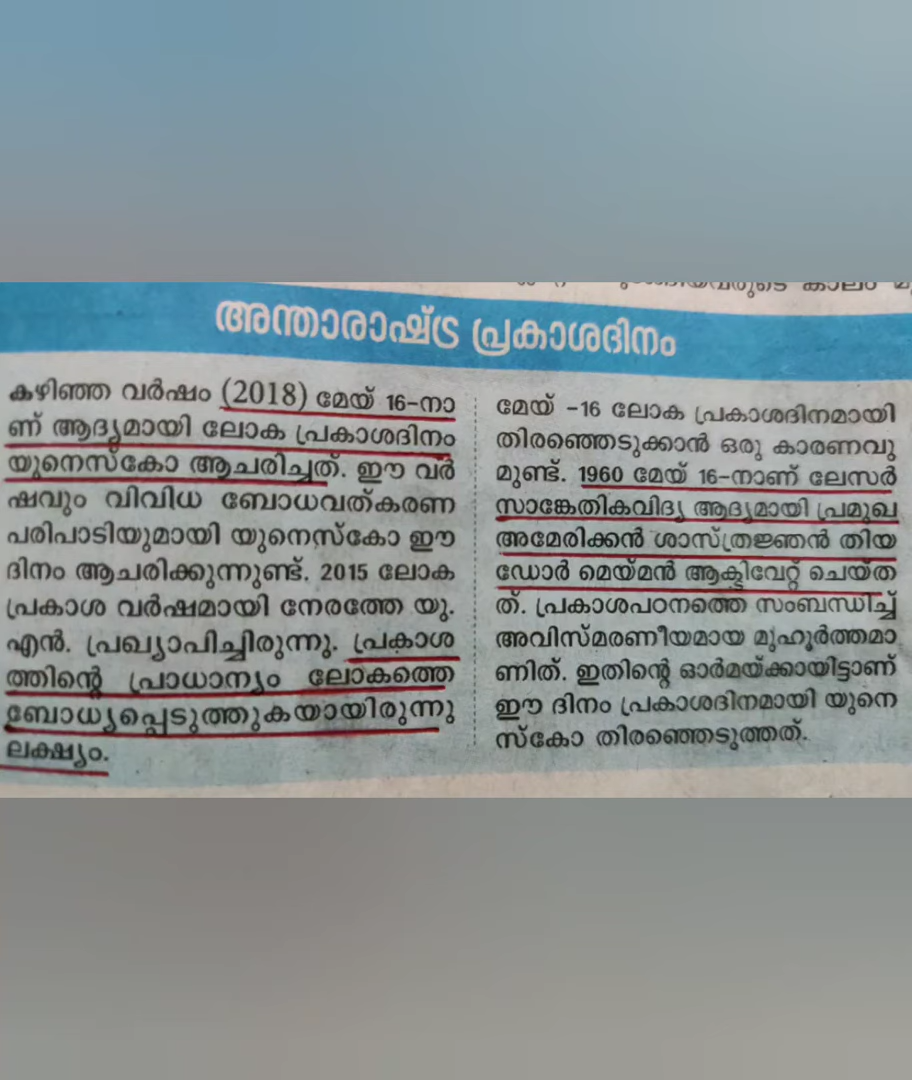 കാലം
അന്താരാഷ്ട്ര പ്രകാശദിനം
കഴിഞ്ഞ വർഷം (2018) മേയ് 16-നാ
ണ് ആദ്യമായി ലോക പ്രകാശദിനം
യുനെസ്കോ ആചരിച്ചത്. ഈ വർ
ഷവും വിവിധ ബോധവത്കരണ
പരിപാടിയുമായി യുനെസ്കോ ഈ
ദിനം ആചരിക്കുന്നുണ്ട്. 2015 ലോക
പ്രകാശ വർഷമായി നേരത്തേ യു.
എൻ. പ്രഖ്യാപിച്ചിരുന്നു. പ്രകാശ
ത്തിന്റെ പ്രാധാന്യം ലോകത്തെ
ബോധ്യപ്പെടുത്തുകയായിരുന്നു
ലക്ഷ്യം.
മേയ് -16 ലോക പ്രകാശദിനമായി
തിരഞ്ഞെടുക്കാൻ ഒരു കാരണവു
മുണ്ട്. 1960 മേയ് 16-നാണ് ലേസർ
സാങ്കേതികവിദ്യ ആദ്യമായി പ്രമുഖ
അമേരിക്കൻ ശാസ്ത്രജ്ഞൻ തിയ
ഡോർ മെയ്മൻ ആക്ടിവേറ്റ് ചെയ്ത
ത്. പ്രകാശപഠനത്തെ സംബന്ധിച്ച്
അവിസ്മരണീയമായ മുഹൂർത്തമാ
ണിത്. ഇതിന്റെ ഓർമയ്ക്കായിട്ടാണ്
ഈ ദിനം പ്രകാശദിനമായി യുനെ
സ്കോ തിരഞ്ഞെടുത്തത്.